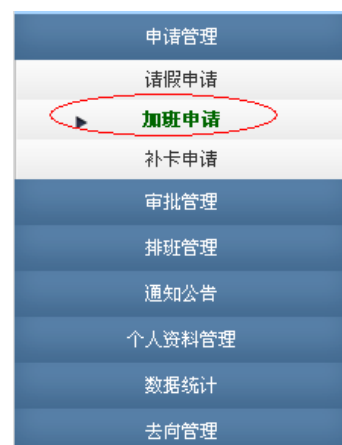 申请管理
请假申请
加班申请
补卡申请
审批管理
排班管理
通知公告
个人资料管理
数据统计
去向管理